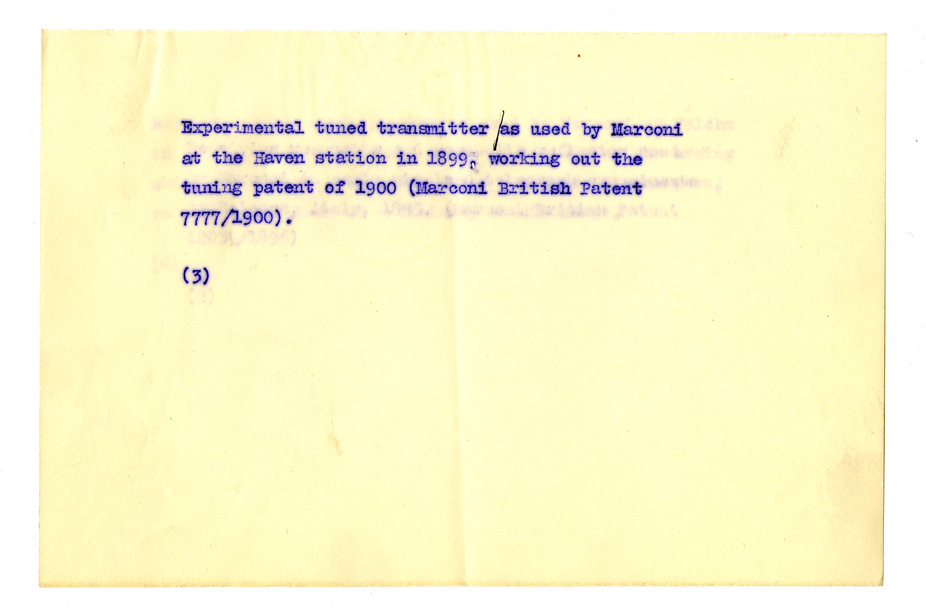 Experimental tuned transmitter as used by Marconi
at the Haven station in 1899, working out the
tuning patent of 1900 (Marconi British Patent
7777/1900).
(3)